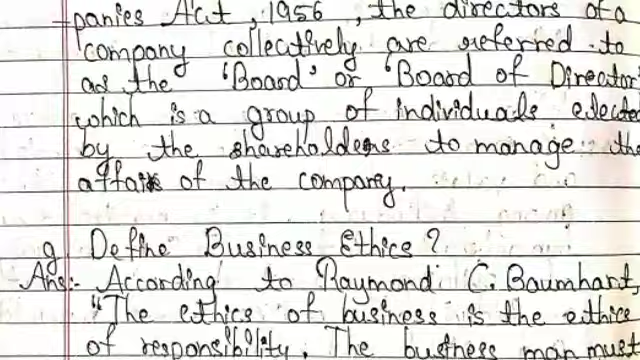 -panies Act, 1956, the directors of a
company collectively are referred to
as the 'Board' or 'Board of Director
which is a group of individuals elected
by the shareholders to manage the
affairs of the company.
g. Define Business Ethics?
Ans:- According to Raymond C. Baumhart,
"The ethics of business is the ethics
of responsibility. The business man must